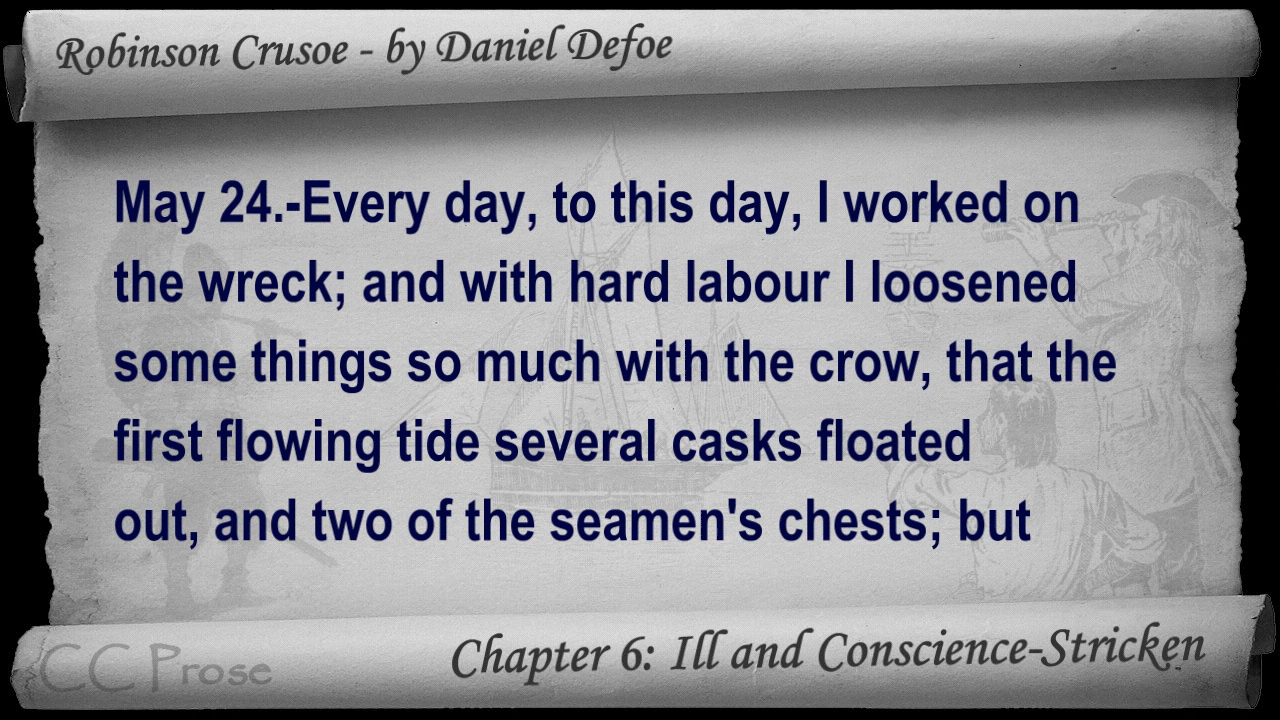 Robinson Crusoe - by Daniel Defoe
May 24.-Every day, to this day, I worked on
the wreck; and with hard labour I loosened
some things so much with the crow, that the
first flowing tide several casks floated
out, and two of the seamen's chests; but
Chapter 6: Ill and Conscience-Stricken
CC Prose